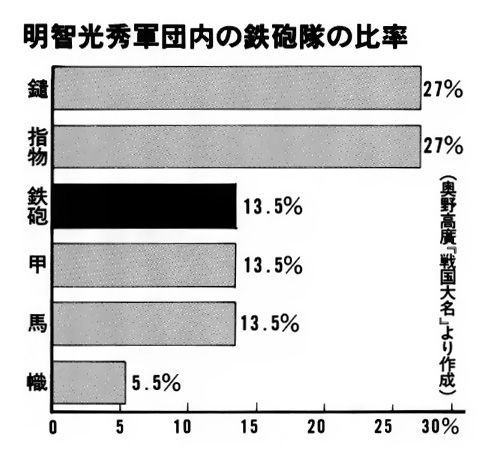 明智光秀軍団内の鉄砲隊の比率
鑓
27%
指物
27%
鉄砲
13.5%
甲
13.5%
馬
13.5%
幟
5.5%
0 5 10 15 20 25 30%
(奥野高廣『戦国大名』より作成)